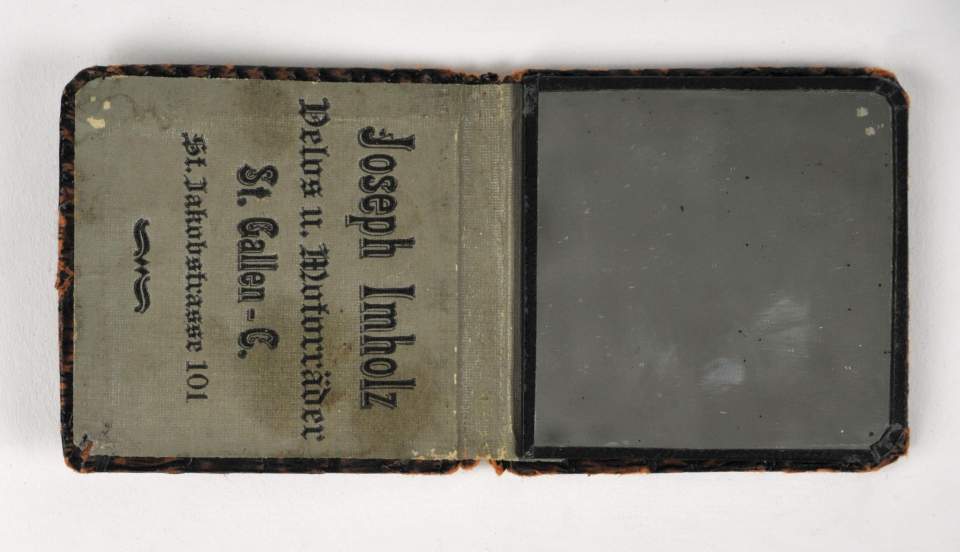 Joseph Imholz
Velos u. Motorräder
St. Gallen - C.
St. Jakobstrasse 101